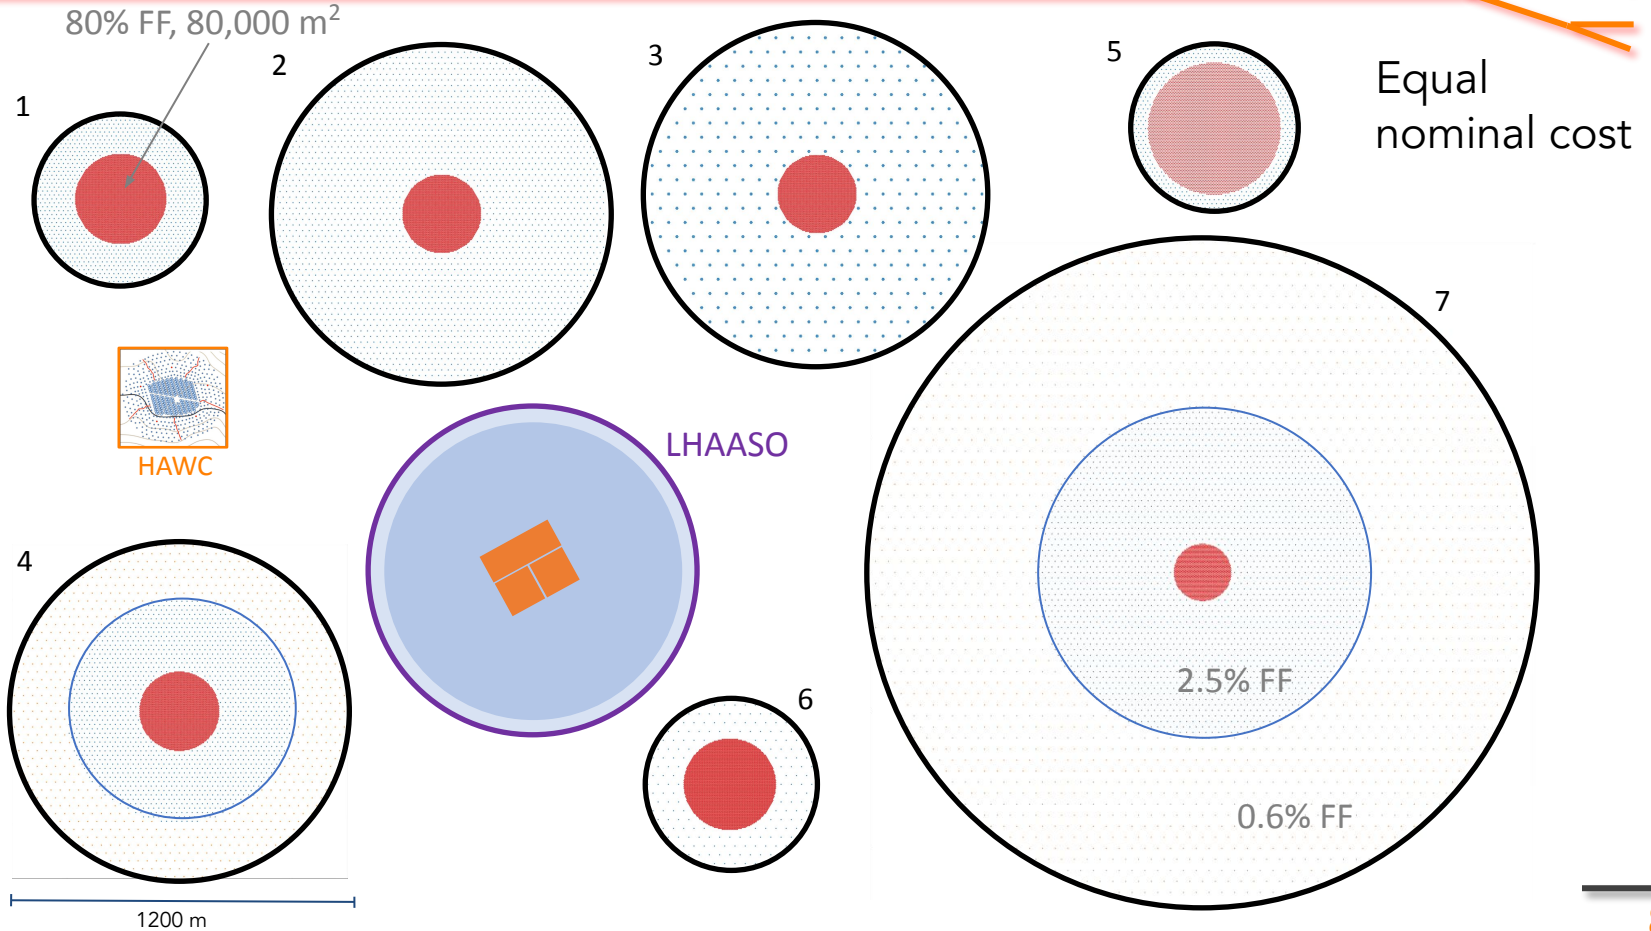 80% FF, 80,000 m²
1
2
3
5
Equal
nominal cost
7
HAWC
LHAASO
4
6
2.5% FF
0.6% FF
1200 m